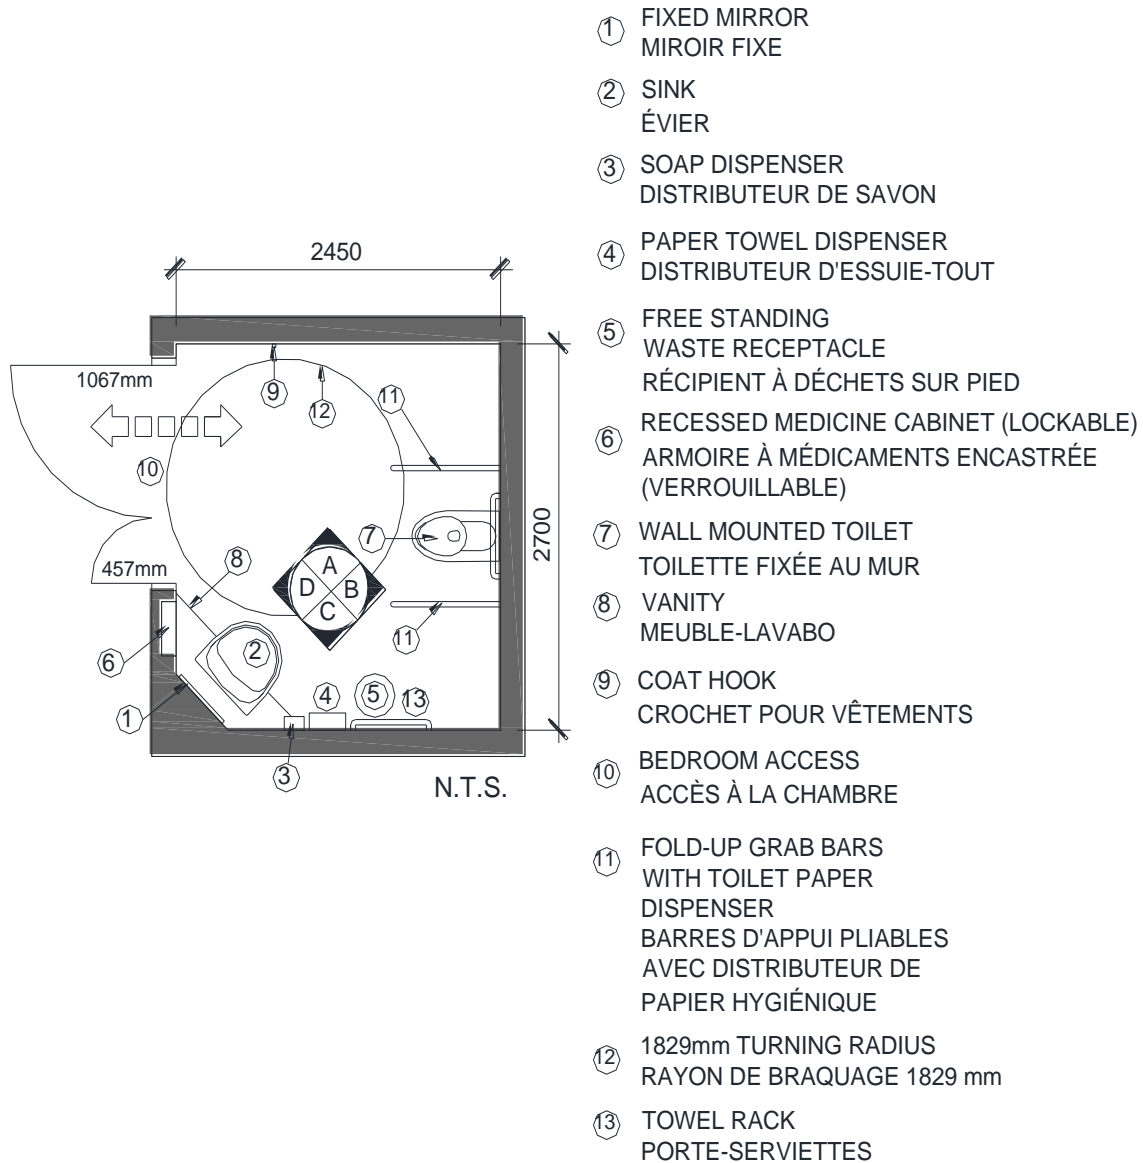 2450
1067mm
9
12
11
10
7
2700
8
457mm
A
D
B
C
11
2
6
1
4
5
13
3
N.T.S.
1
FIXED MIRROR
MIROIR FIXE
2
SINK
ÉVIER
3
SOAP DISPENSER
DISTRIBUTEUR DE SAVON
4
PAPER TOWEL DISPENSER
DISTRIBUTEUR D'ESSUIE-TOUT
5
FREE STANDING
WASTE RECEPTACLE
RÉCIPIENT À DÉCHETS SUR PIED
6
RECESSED MEDICINE CABINET (LOCKABLE)
ARMOIRE À MÉDICAMENTS ENCASTRÉE
(VERROUILLABLE)
7
WALL MOUNTED TOILET
TOILETTE FIXÉE AU MUR
8
VANITY
MEUBLE-LAVABO
9
COAT HOOK
CROCHET POUR VÊTEMENTS
10
BEDROOM ACCESS
ACCÈS À LA CHAMBRE
11
FOLD-UP GRAB BARS
WITH TOILET PAPER
DISPENSER
BARRES D'APPUI PLIABLES
AVEC DISTRIBUTEUR DE
PAPIER HYGIÉNIQUE
12
1829mm TURNING RADIUS
RAYON DE BRAQUAGE 1829 mm
13
TOWEL RACK
PORTE-SERVIETTES